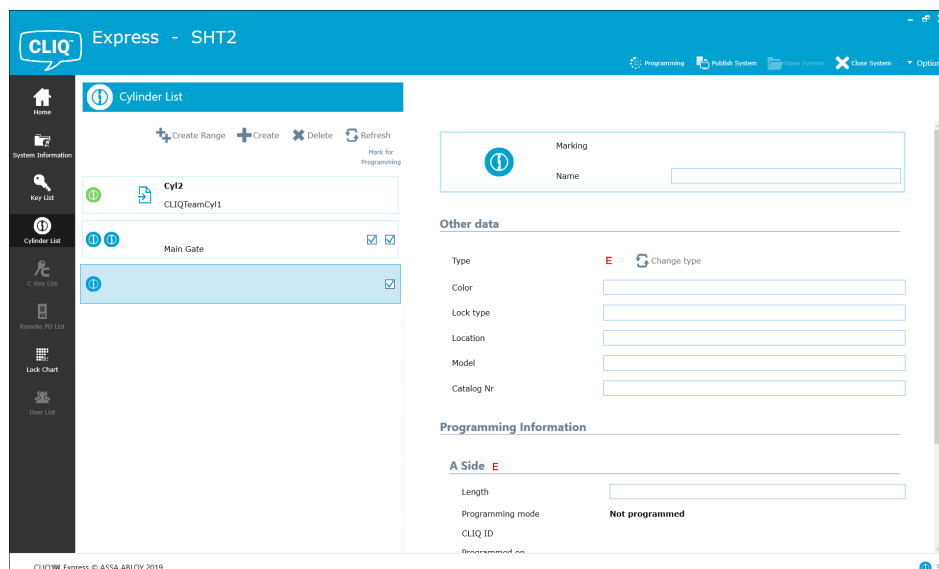 CLIQ™ Express - SHT2
Programming Publish System Open System Close System Option
Home
System Information
Key List
Cylinder List
C-Key List
Remote PD List
Lock Chart
User List
Cylinder List
Create Range Create Delete Refresh
Mark for
Programming
Cyl2
CLIQTeamCyl1
Main Gate
Marking
Name
Other data
Type E Change type
Color
Lock type
Location
Model
Catalog Nr
Programming Information
A Side E
Length
Programming mode Not programmed
CLIQ ID
Programmed on
Express © ASSA ABLOY 2019